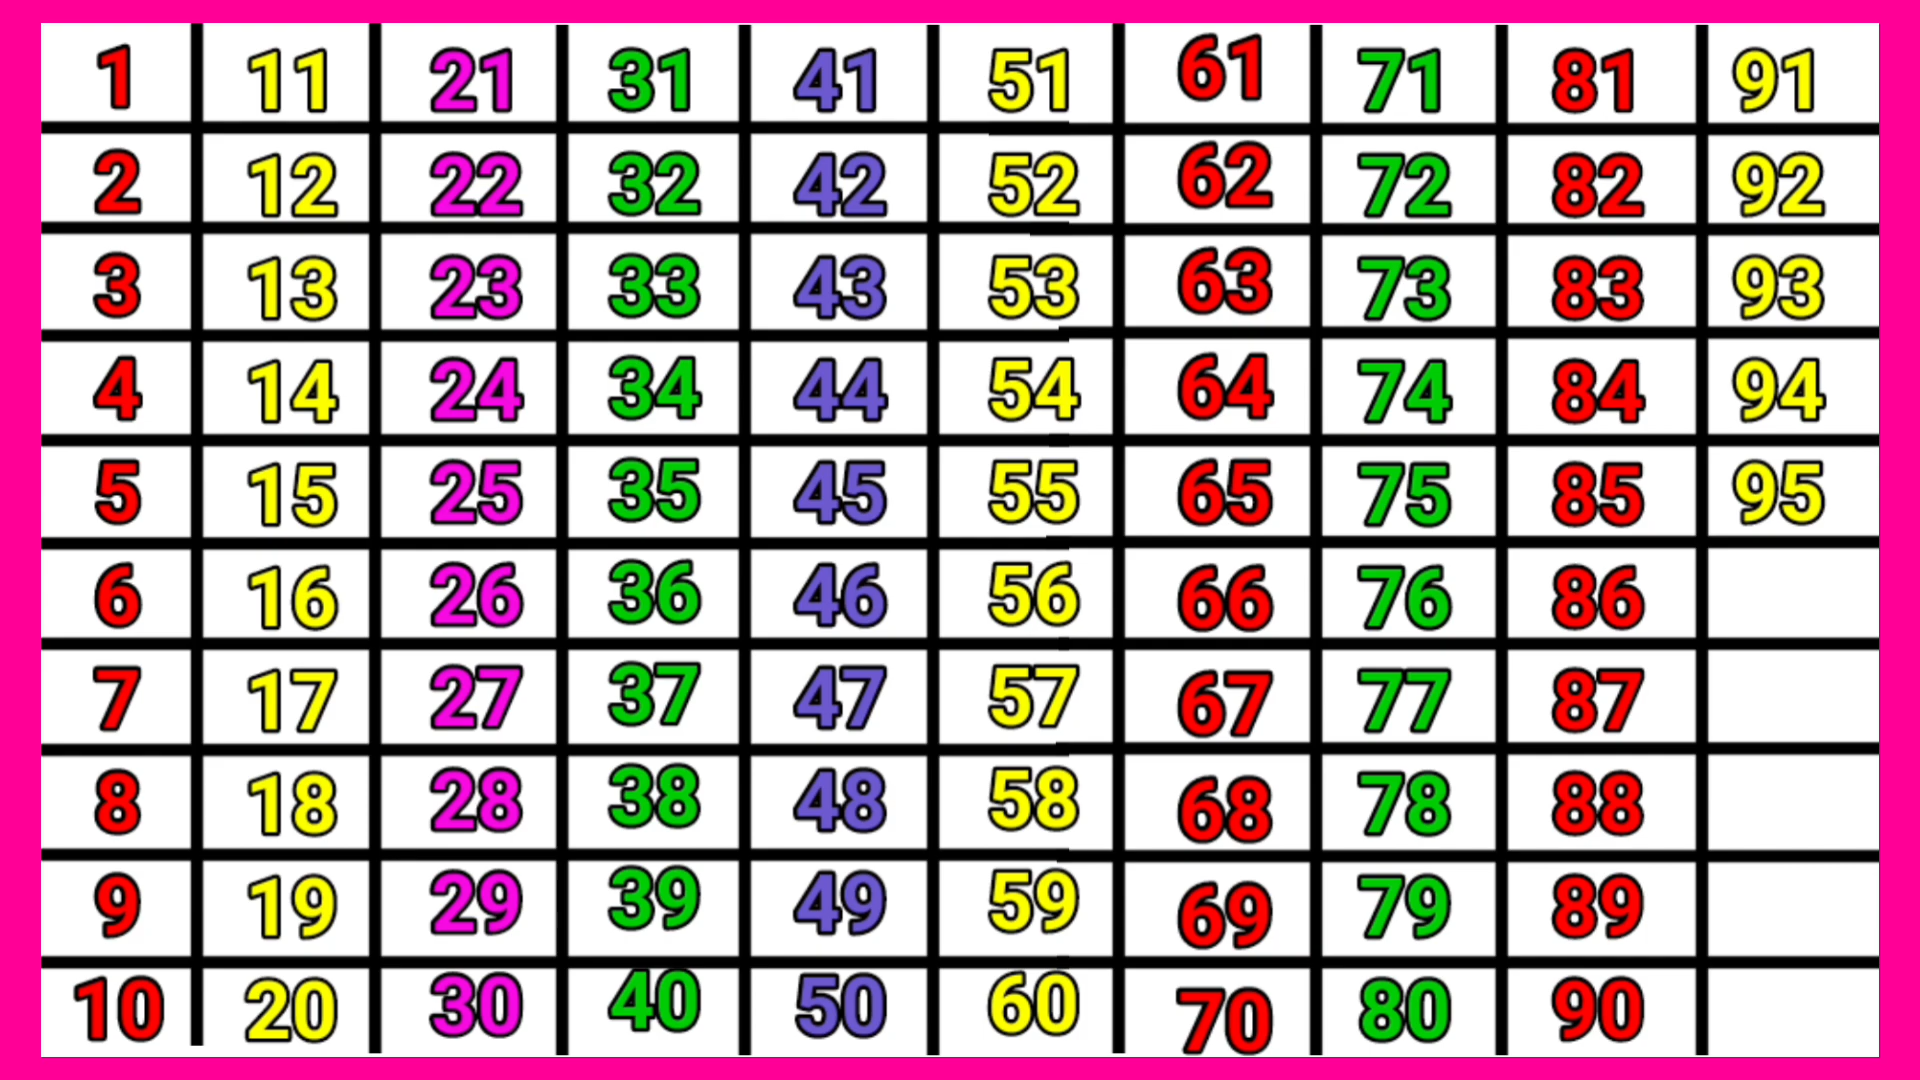 1 11 21 31 41 51 61 71 81 91
2 12 22 32 42 52 62 72 82 92
3 13 23 33 43 53 63 73 83 93
4 14 24 34 44 54 64 74 84 94
5 15 25 35 45 55 65 75 85 95
6 16 26 36 46 56 66 76 86
7 17 27 37 47 57 67 77 87
8 18 28 38 48 58 68 78 88
9 19 29 39 49 59 69 79 89
10 20 30 40 50 60 70 80 90